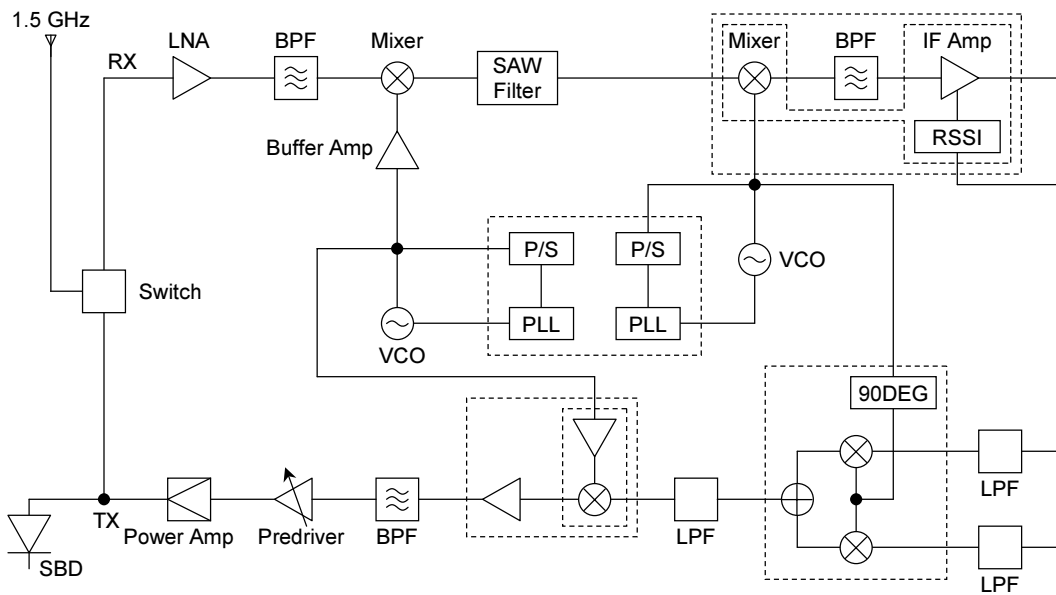 1.5 GHz
RX
LNA
BPF
Mixer
SAW
Filter
Mixer
BPF
IF Amp
RSSI
Buffer Amp
Switch
P/S
P/S
VCO
PLL
PLL
VCO
90DEG
LPF
TX
Power Amp
Predriver
BPF
LPF
SBD
LPF